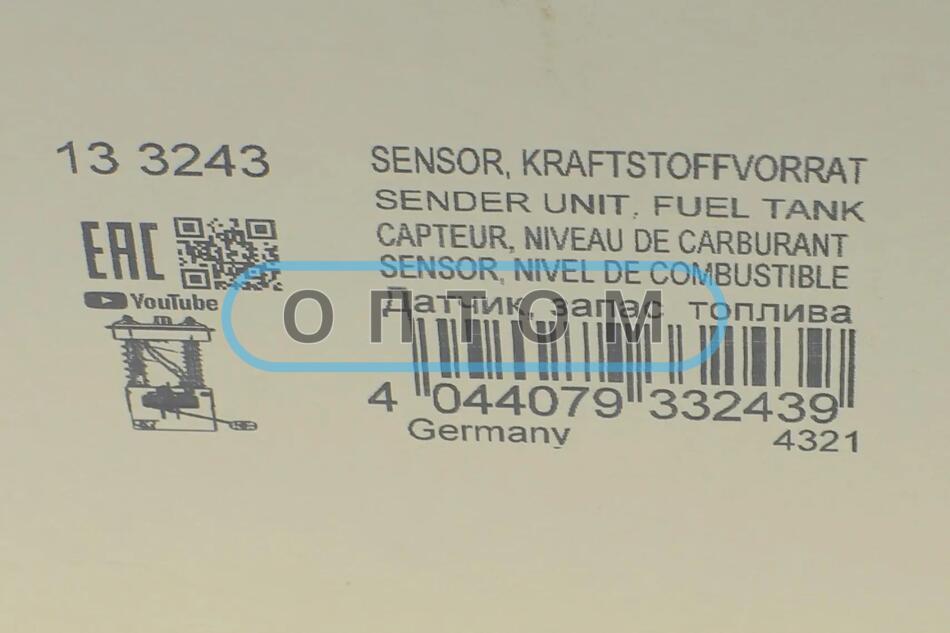 13 3243
EAC
YouTube
SENSOR, KRAFTSTOFFVORRAT
SENDER UNIT, FUEL TANK
CAPTEUR, NIVEAU DE CARBURANT
SENSOR, NIVEL DE COMBUSTIBLE
Датчик, запас топлива
ОПТОМ
4 044079 332439
Germany 4321